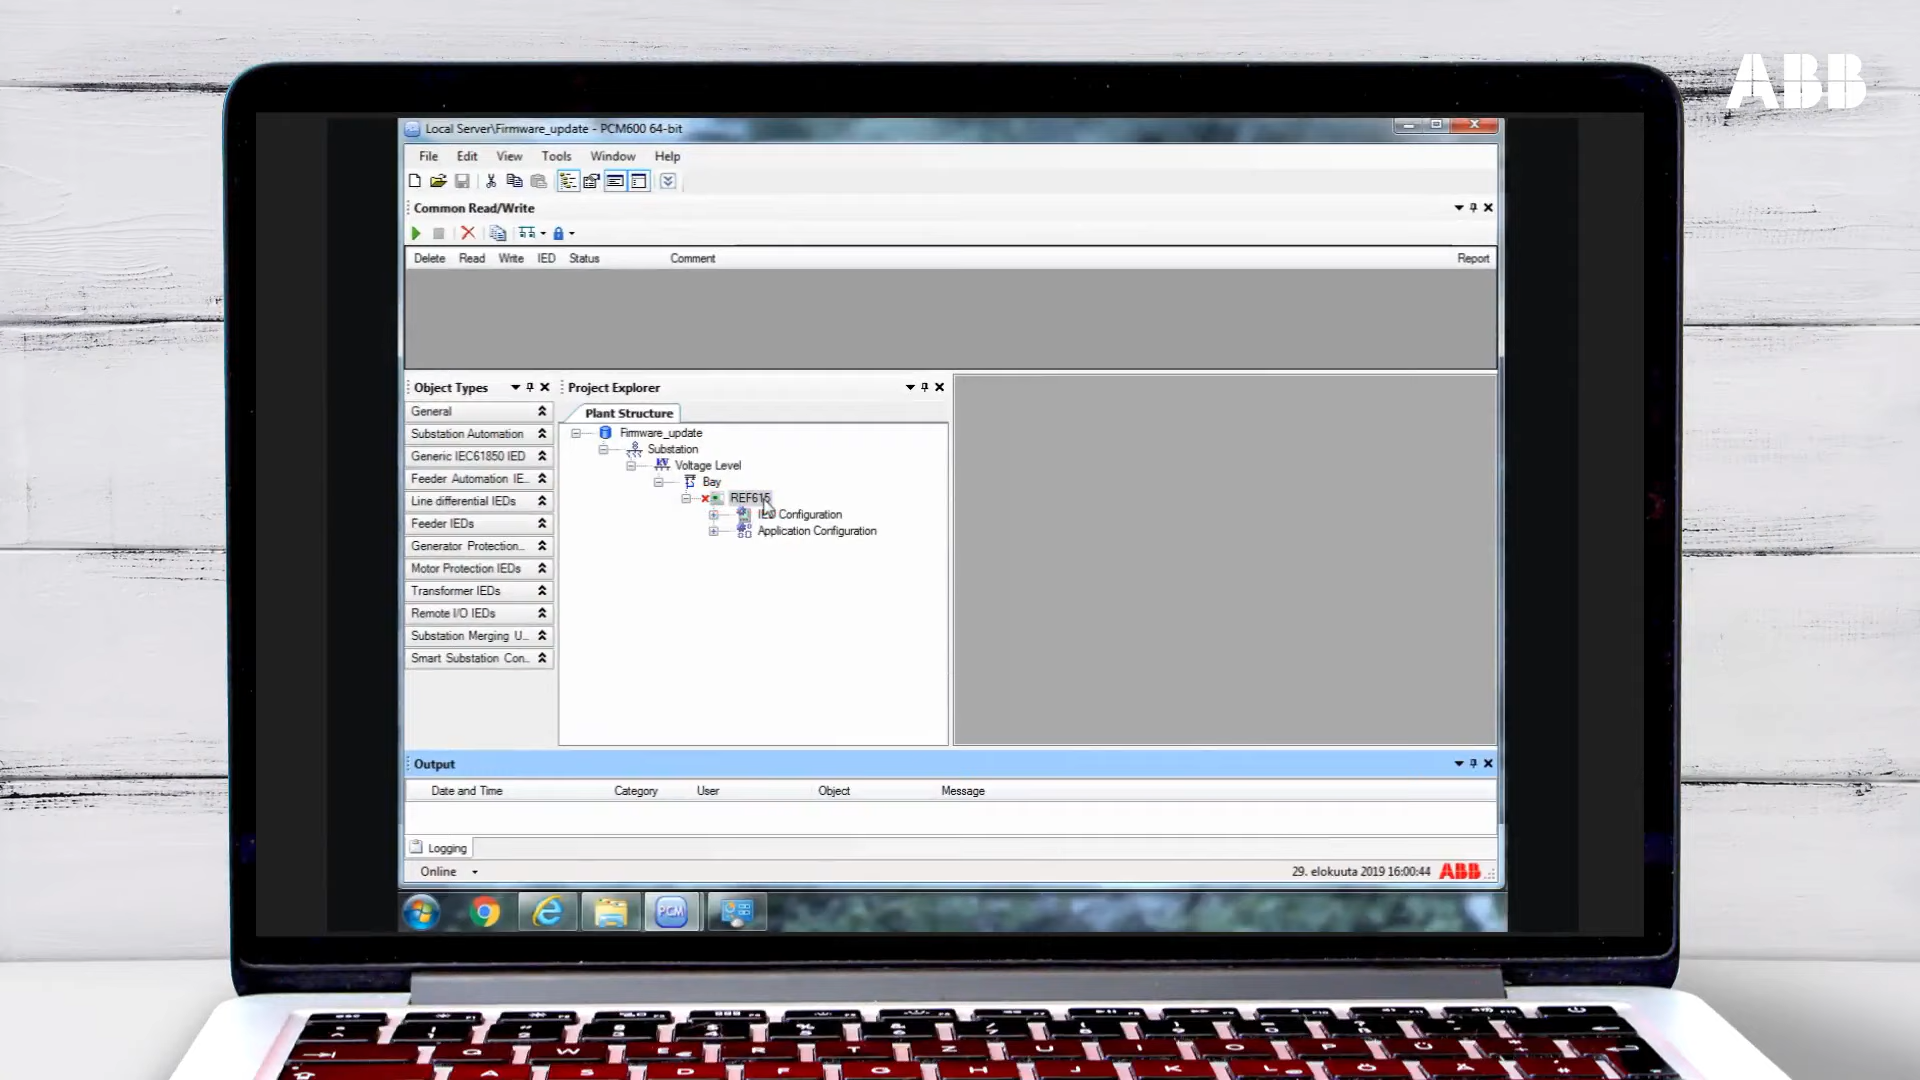 ABB
Local Server\Firmware_update - PCM600 64-bit
File Edit View Tools Window Help
Common Read/Write
Delete Read Write IED Status Comment Report
Object Types
General
Substation Automation
Generic IEC61850 IED
Feeder Automation IE..
Line differential IEDs
Feeder IEDs
Generator Protection...
Motor Protection IEDs
Transformer IEDs
Remote I/O IEDs
Substation Merging U...
Smart Substation Con..
Project Explorer
Plant Structure
Firmware_update
Substation
Voltage Level
Bay
REF615
IED Configuration
Application Configuration
Output
Date and Time Category User Object Message
Logging
Online
29. elokuuta 2019 16:00:44 ABB
PCM
Q W E R T Y U I O P
A S D F G H J K L Ö Ä